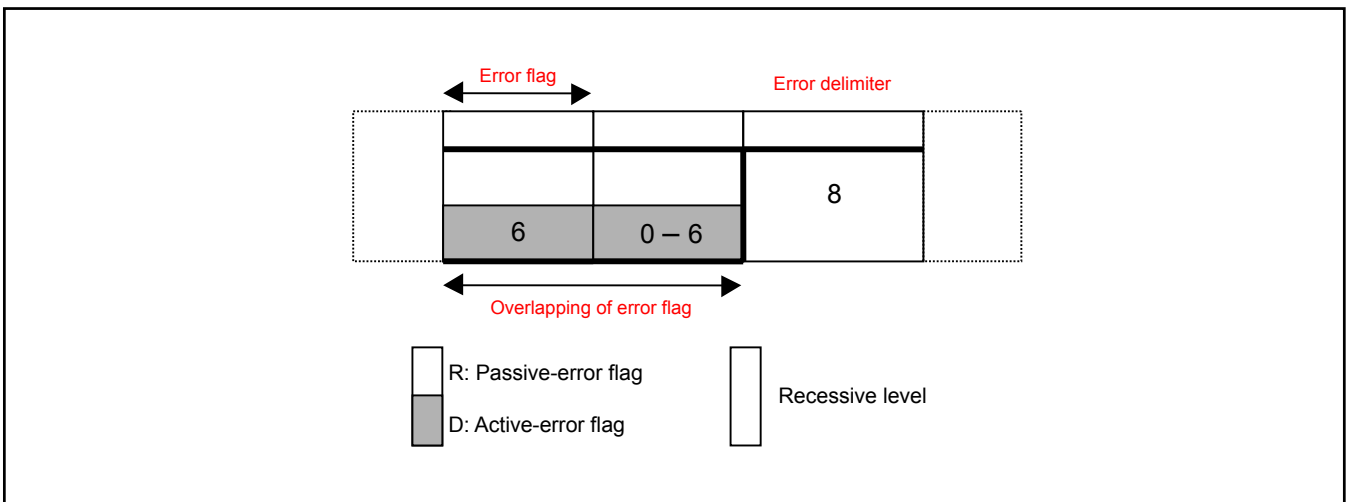 Error flag
Error delimiter
8
6
0 – 6
Overlapping of error flag
R: Passive-error flag
Recessive level
D: Active-error flag